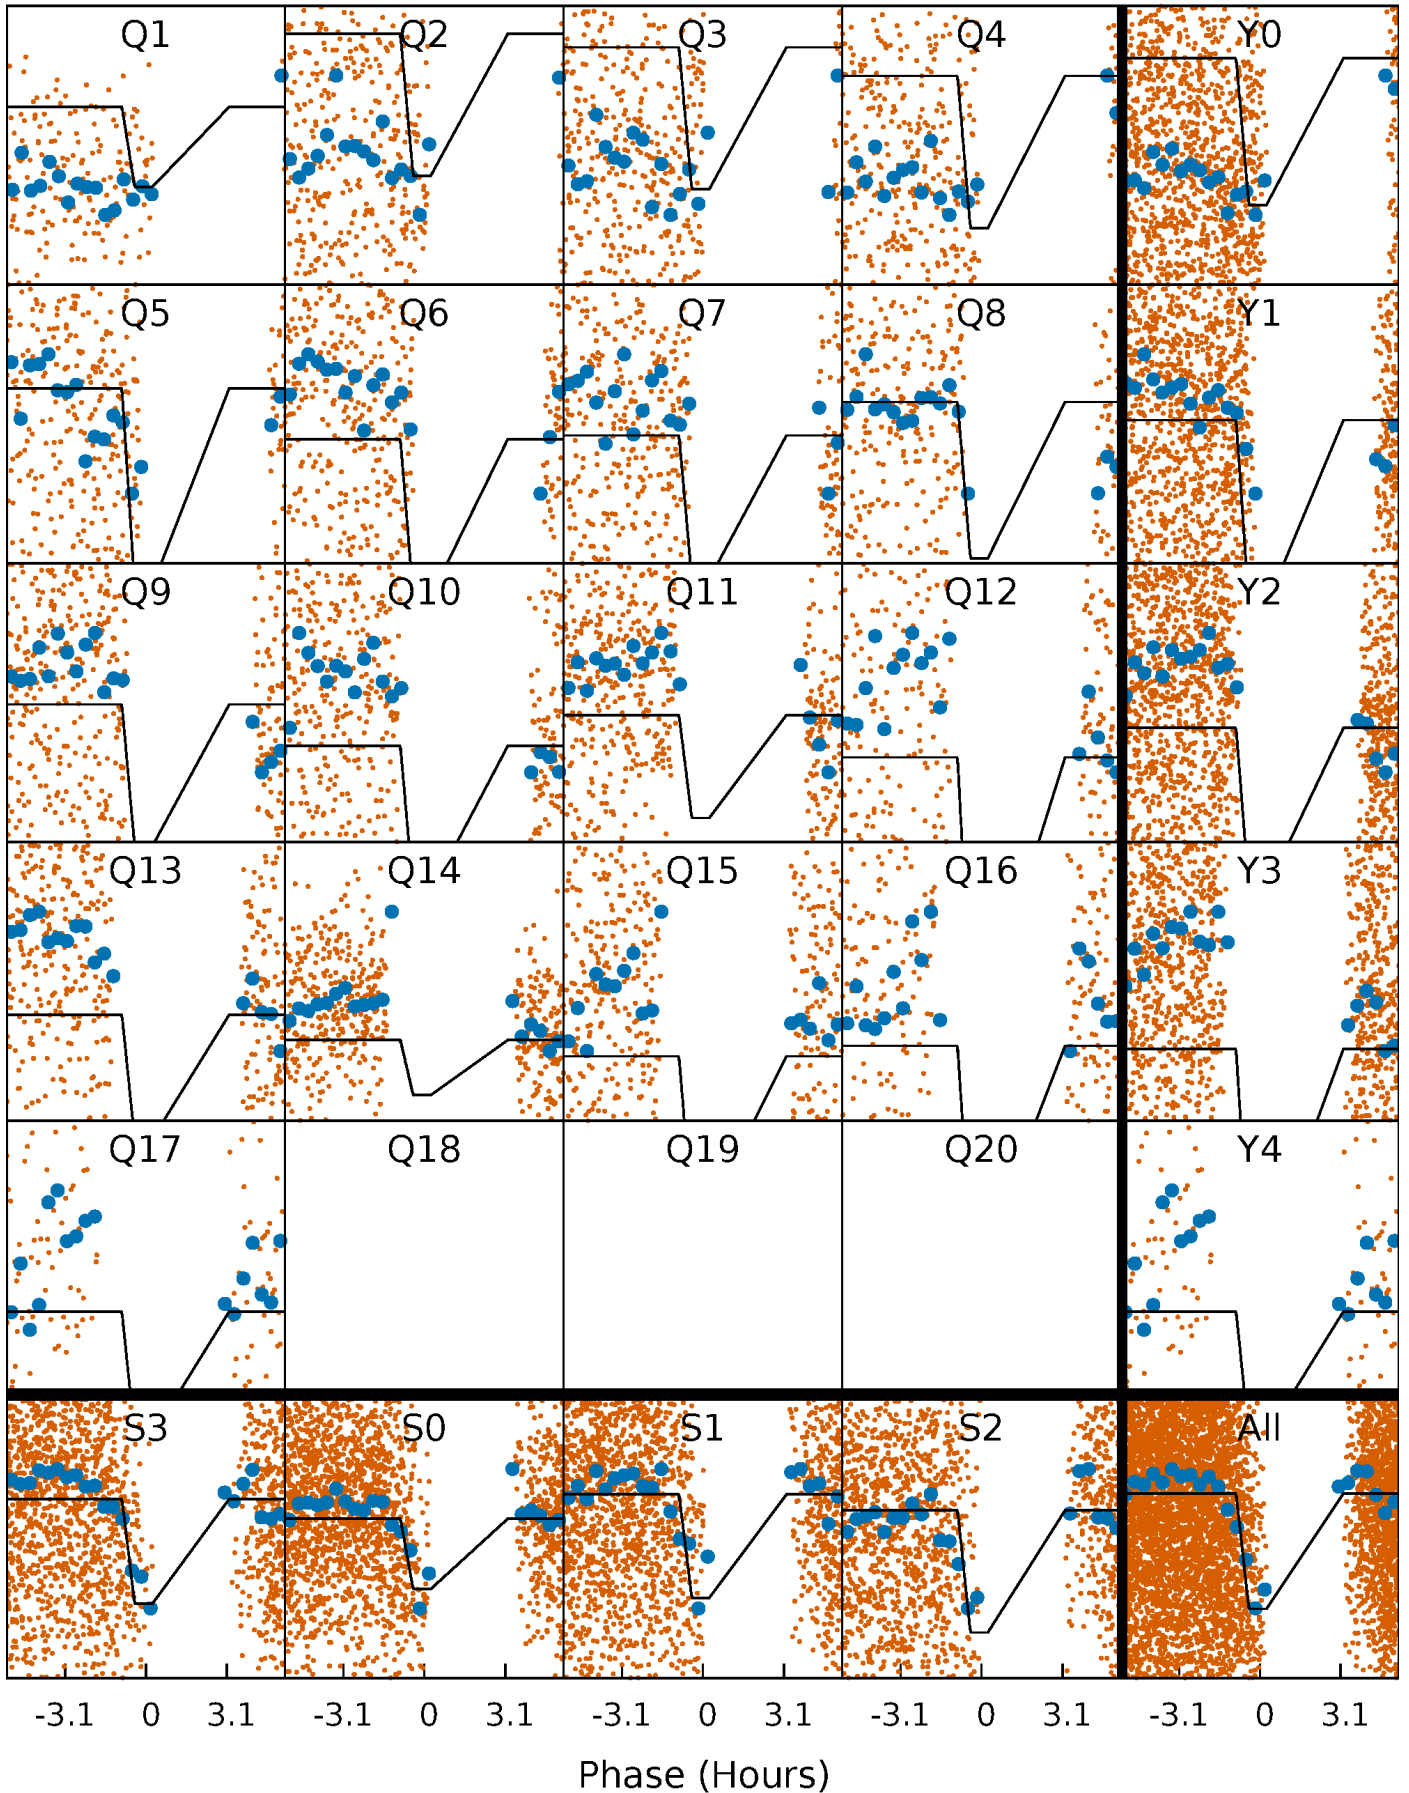 Q1 Q2 Q3 Q4 Y0
Q5 Q6 Q7 Q8 Y1
Q9 Q10 Q11 Q12 Y2
Q13 Q14 Q15 Q16 Y3
Q17 Q18 Q19 Q20 Y4
S3 S0 S1 S2 All
-3.1 0 3.1 -3.1 0 3.1 -3.1 0 3.1 -3.1 0 3.1 -3.1 0 3.1
Phase (Hours)